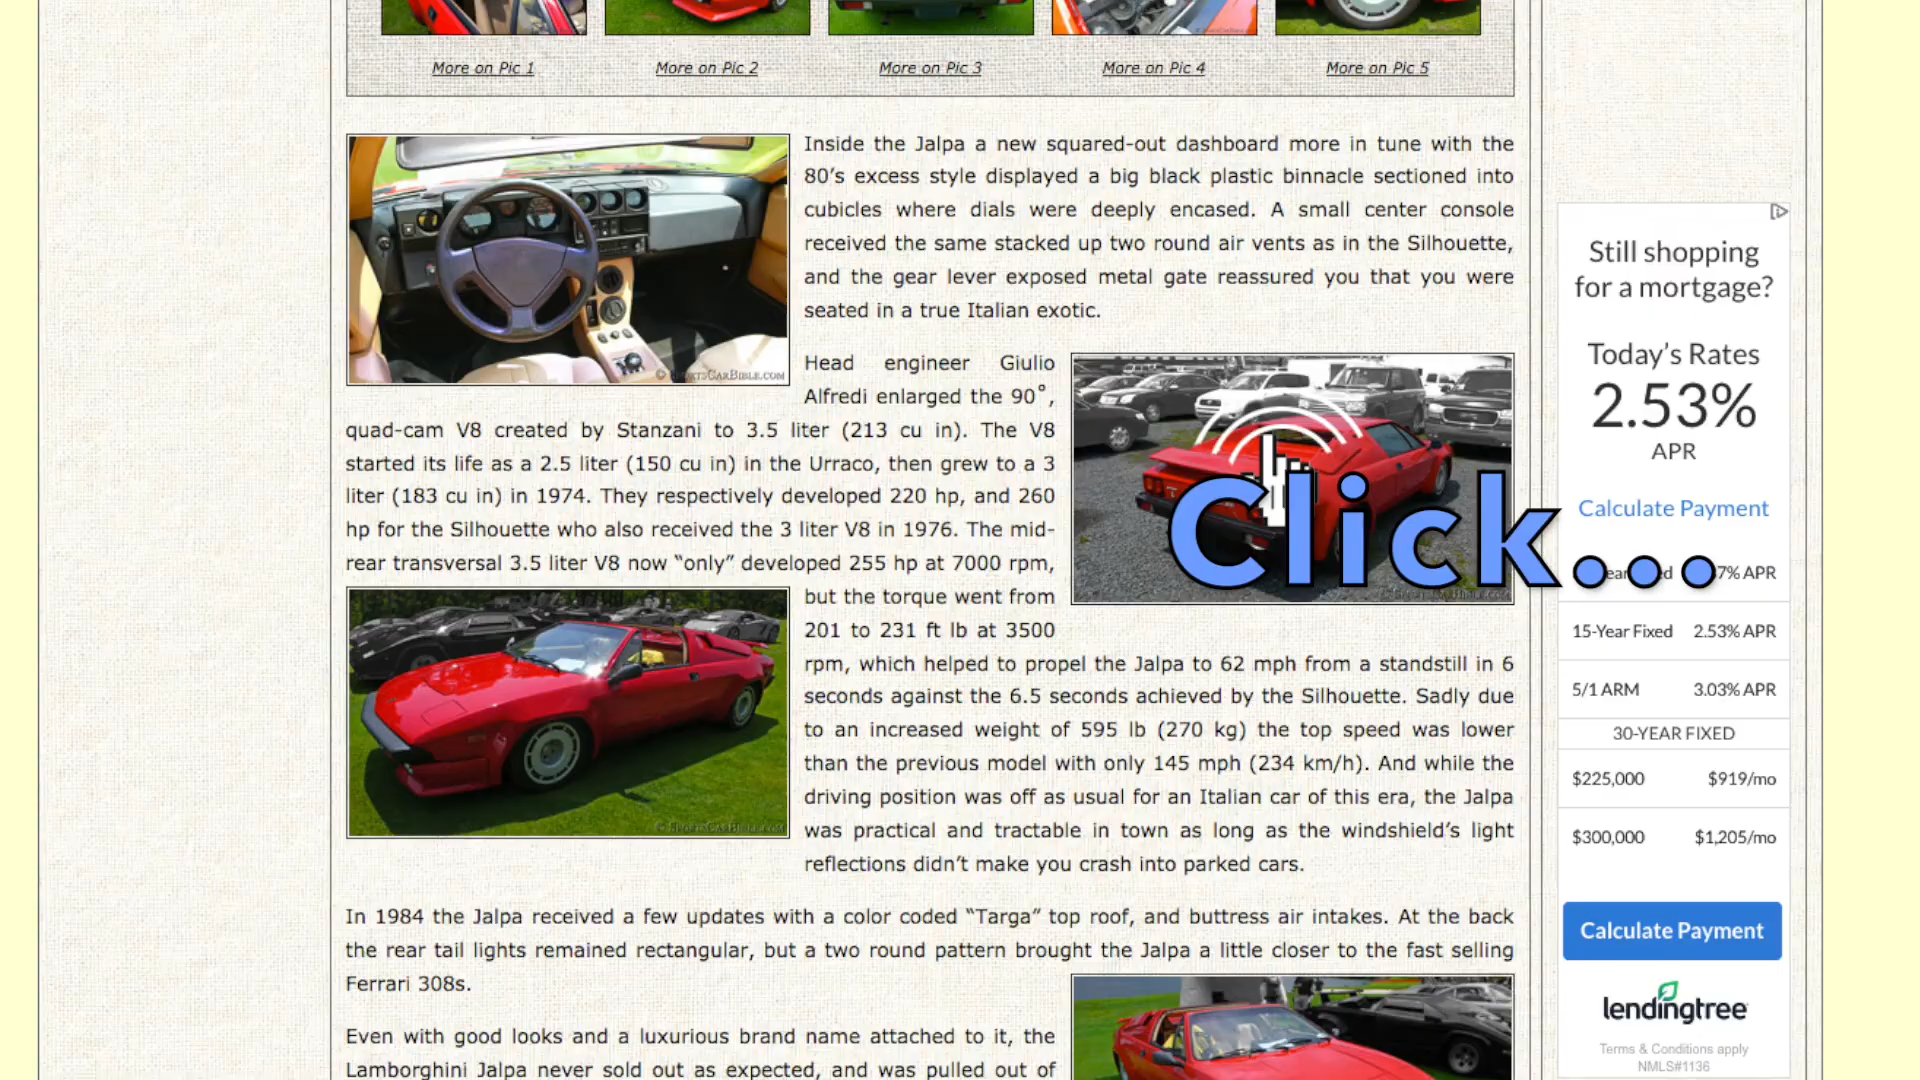 More on Pic 1 More on Pic 2 More on Pic 3 More on Pic 4 More on Pic 5
Inside the Jalpa a new squared-out dashboard more in tune with the
80’s excess style displayed a big black plastic binnacle sectioned into
cubicles where dials were deeply encased. A small center console
received the same stacked up two round air vents as in the Silhouette,
and the gear lever exposed metal gate reassured you that you were
seated in a true Italian exotic.
© SportsCarBible.com
Head engineer Giulio
Alfredi enlarged the 90°,
quad-cam V8 created by Stanzani to 3.5 liter (213 cu in). The V8
started its life as a 2.5 liter (150 cu in) in the Urraco, then grew to a 3
liter (183 cu in) in 1974. They respectively developed 220 hp, and 260
hp for the Silhouette who also received the 3 liter V8 in 1976. The mid-
rear transversal 3.5 liter V8 now “only” developed 255 hp at 7000 rpm,
but the torque went from
201 to 231 ft lb at 3500
rpm, which helped to propel the Jalpa to 62 mph from a standstill in 6
seconds against the 6.5 seconds achieved by the Silhouette. Sadly due
to an increased weight of 595 lb (270 kg) the top speed was lower
than the previous model with only 145 mph (234 km/h). And while the
driving position was off as usual for an Italian car of this era, the Jalpa
was practical and tractable in town as long as the windshield’s light
reflections didn’t make you crash into parked cars.
© SportsCarBible.com
In 1984 the Jalpa received a few updates with a color coded “Targa” top roof, and buttress air intakes. At the back
the rear tail lights remained rectangular, but a two round pattern brought the Jalpa a little closer to the fast selling
Ferrari 308s.
Even with good looks and a luxurious brand name attached to it, the
Lamborghini Jalpa never sold out as expected, and was pulled out of
Click...
Still shopping
for a mortgage?
Today’s Rates
2.53%
APR
Calculate Payment
7% APR
15-Year Fixed 2.53% APR
5/1 ARM 3.03% APR
30-YEAR FIXED
$225,000 $919/mo
$300,000 $1,205/mo
Calculate Payment
lendingtree
Terms & Conditions apply
NMLS#1136